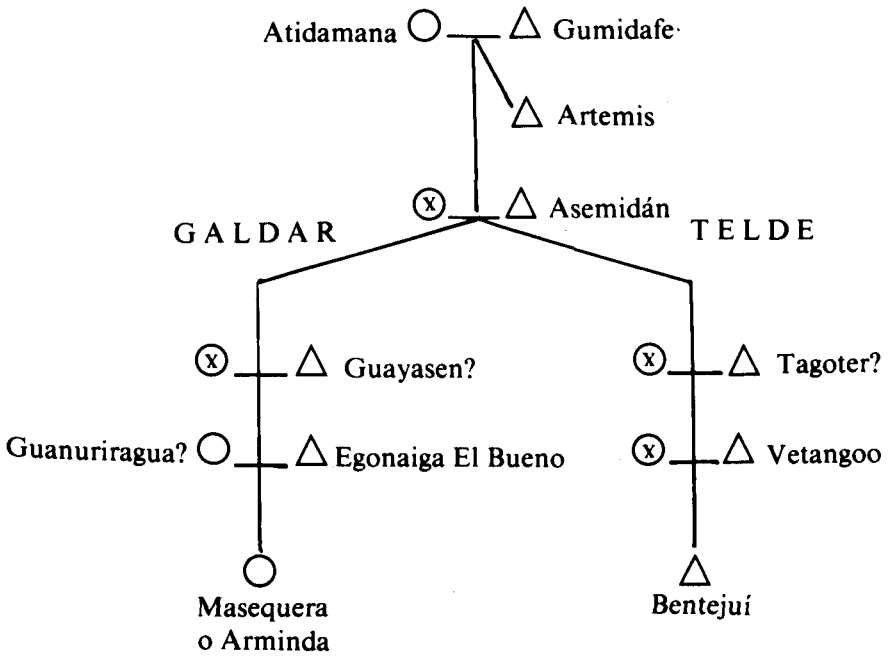 Atidamana Gumidafe
Artemis
X Asemidán
GALDAR TELDE
X Guayasen? X Tagoter?
Guanuriragua? Egonaiga El Bueno X Vetangoo
Masequera
o Arminda
Bentejuí